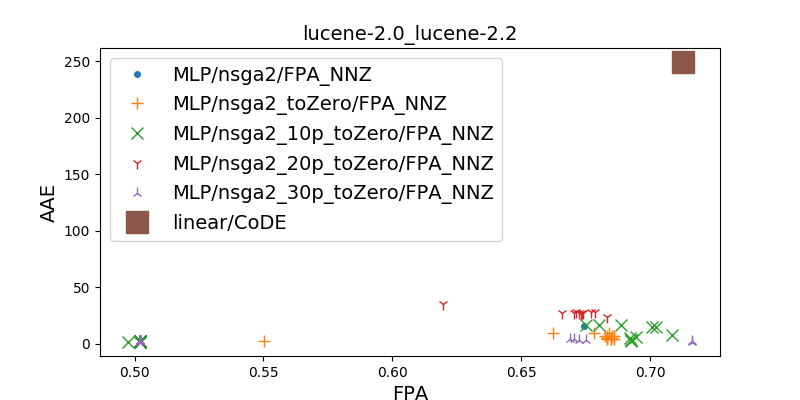 lucene-2.0_lucene-2.2
250
200
150
100
50
0
AAE
MLP/nsga2/FPA_NNZ
MLP/nsga2_toZero/FPA_NNZ
MLP/nsga2_10p_toZero/FPA_NNZ
MLP/nsga2_20p_toZero/FPA_NNZ
MLP/nsga2_30p_toZero/FPA_NNZ
linear/CoDE
0.50 0.55 0.60 0.65 0.70
FPA